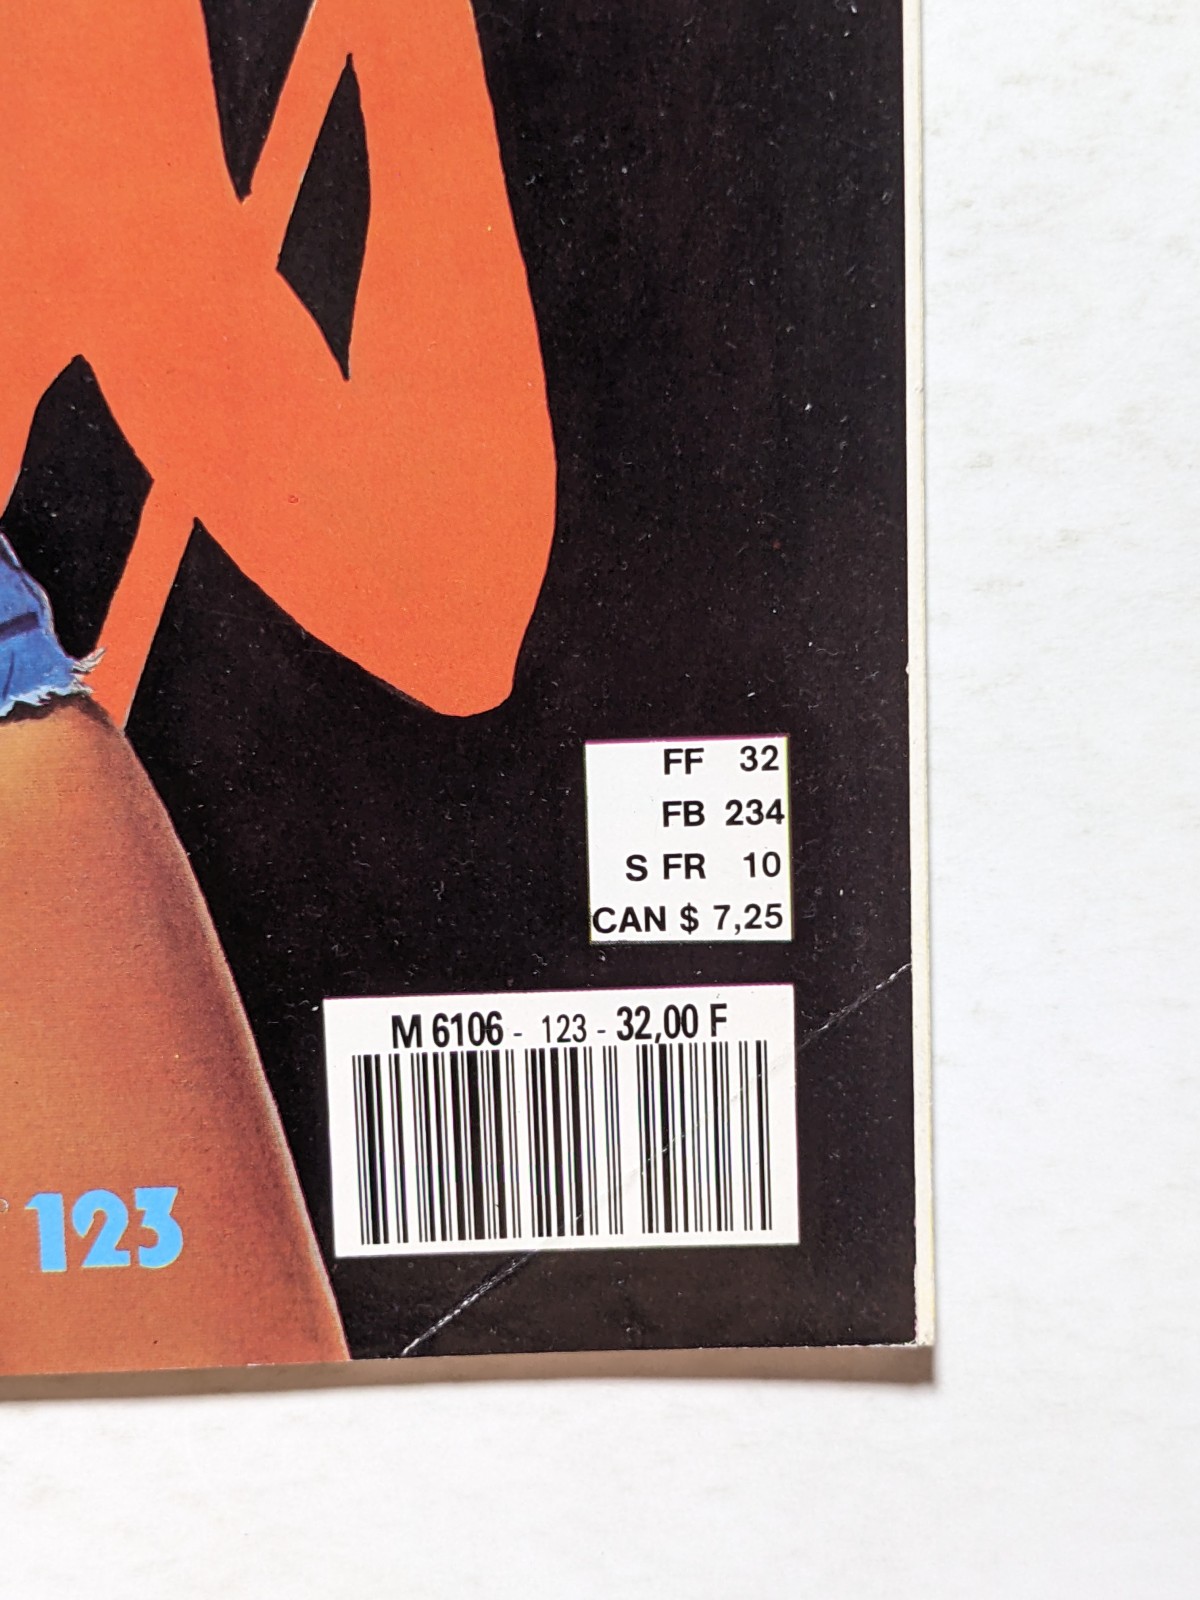 FF 32
FB 234
S FR 10
CAN $ 7,25
M 6106 - 123 - 32,00 F
123